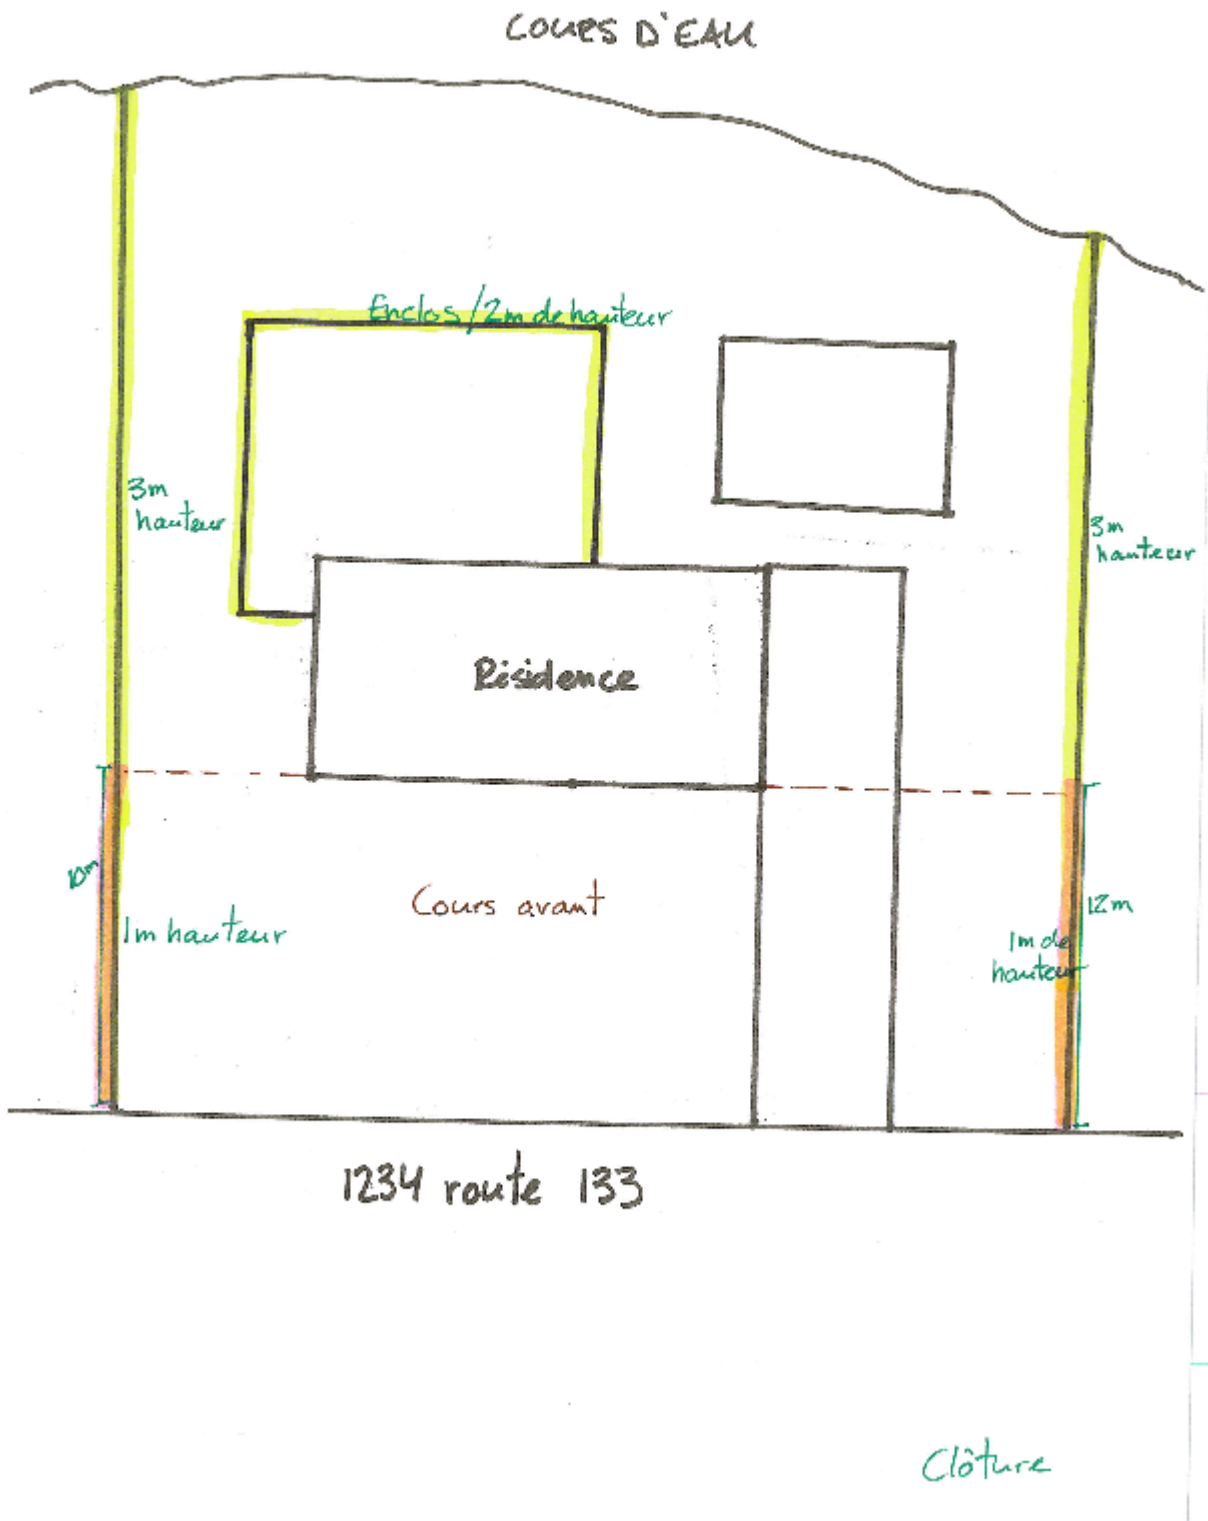 COURS D'EAU
Enclos/2m de hauteur
3m
hauteur
3m
hauteur
Résidence
10m
Cours avant
12m
1m hauteur
1m de
hauteur
1234 route 133
Clôture